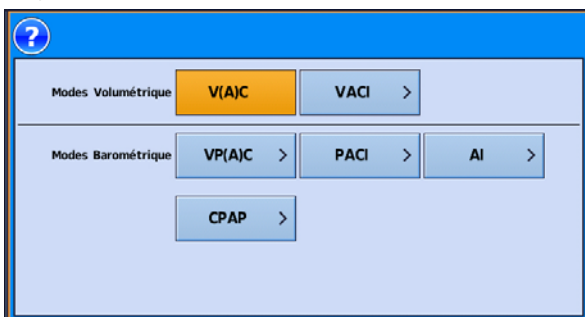 ?
Modes Volumétrique V(A)C VACI >
Modes Barométrique VP(A)C > PACI > AI >
CPAP >